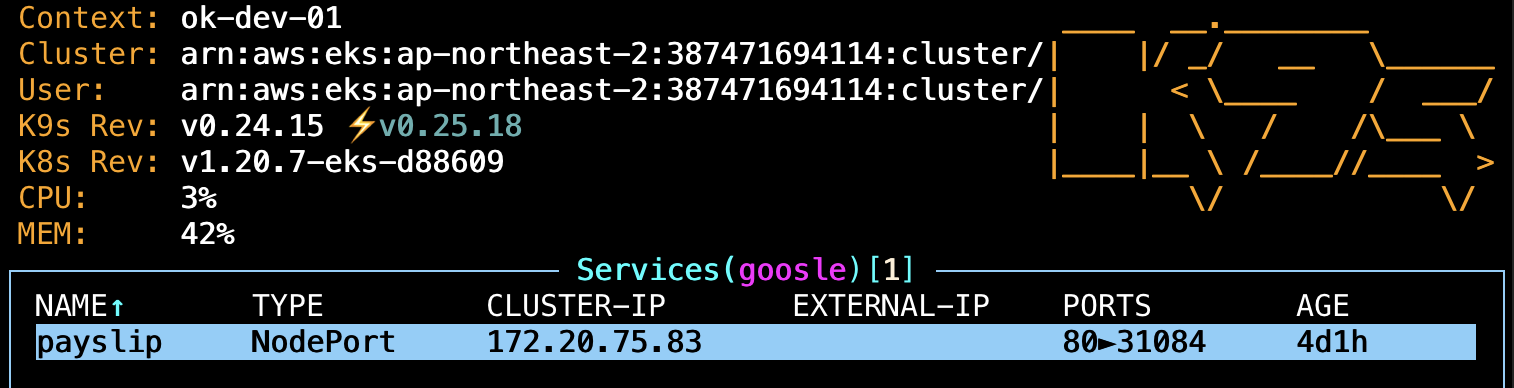 Context: ok-dev-01
Cluster: arn:aws:eks:ap-northeast-2:387471694114:cluster/
User: arn:aws:eks:ap-northeast-2:387471694114:cluster/
K9s Rev: v0.24.15 ⚡v0.25.18
K8s Rev: v1.20.7-eks-d88609
CPU: 3%
MEM: 42%
Services(goosle)[1]
NAME↑ TYPE CLUSTER-IP EXTERNAL-IP PORTS AGE
payslip NodePort 172.20.75.83 80►31084 4d1h